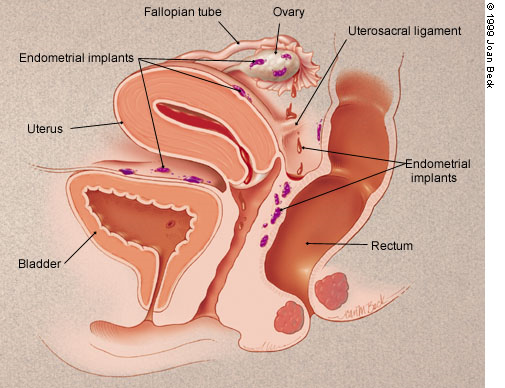 Fallopian tube
Ovary
Uterosacral ligament
Endometrial implants
Uterus
Endometrial
implants
Rectum
Bladder
© 1999 Joan Beck